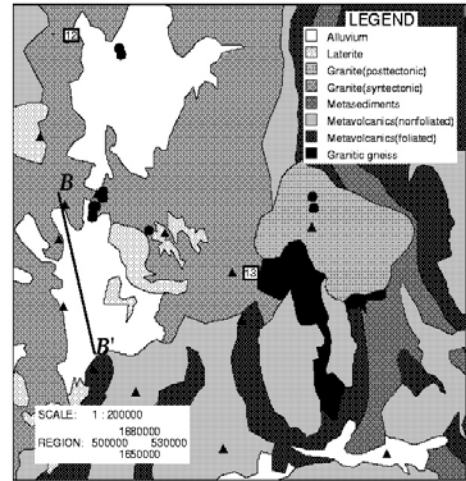 LEGEND
Alluvium
Laterite
Granite(posttectonic)
Granite(syntectonic)
Metasediments
Metavolcanics(nonfoliated)
Metavolcanics(foliated)
Granitic gneiss
12
B
13
B'
SCALE: 1 : 200000
1680000
REGION: 500000 530000
1650000